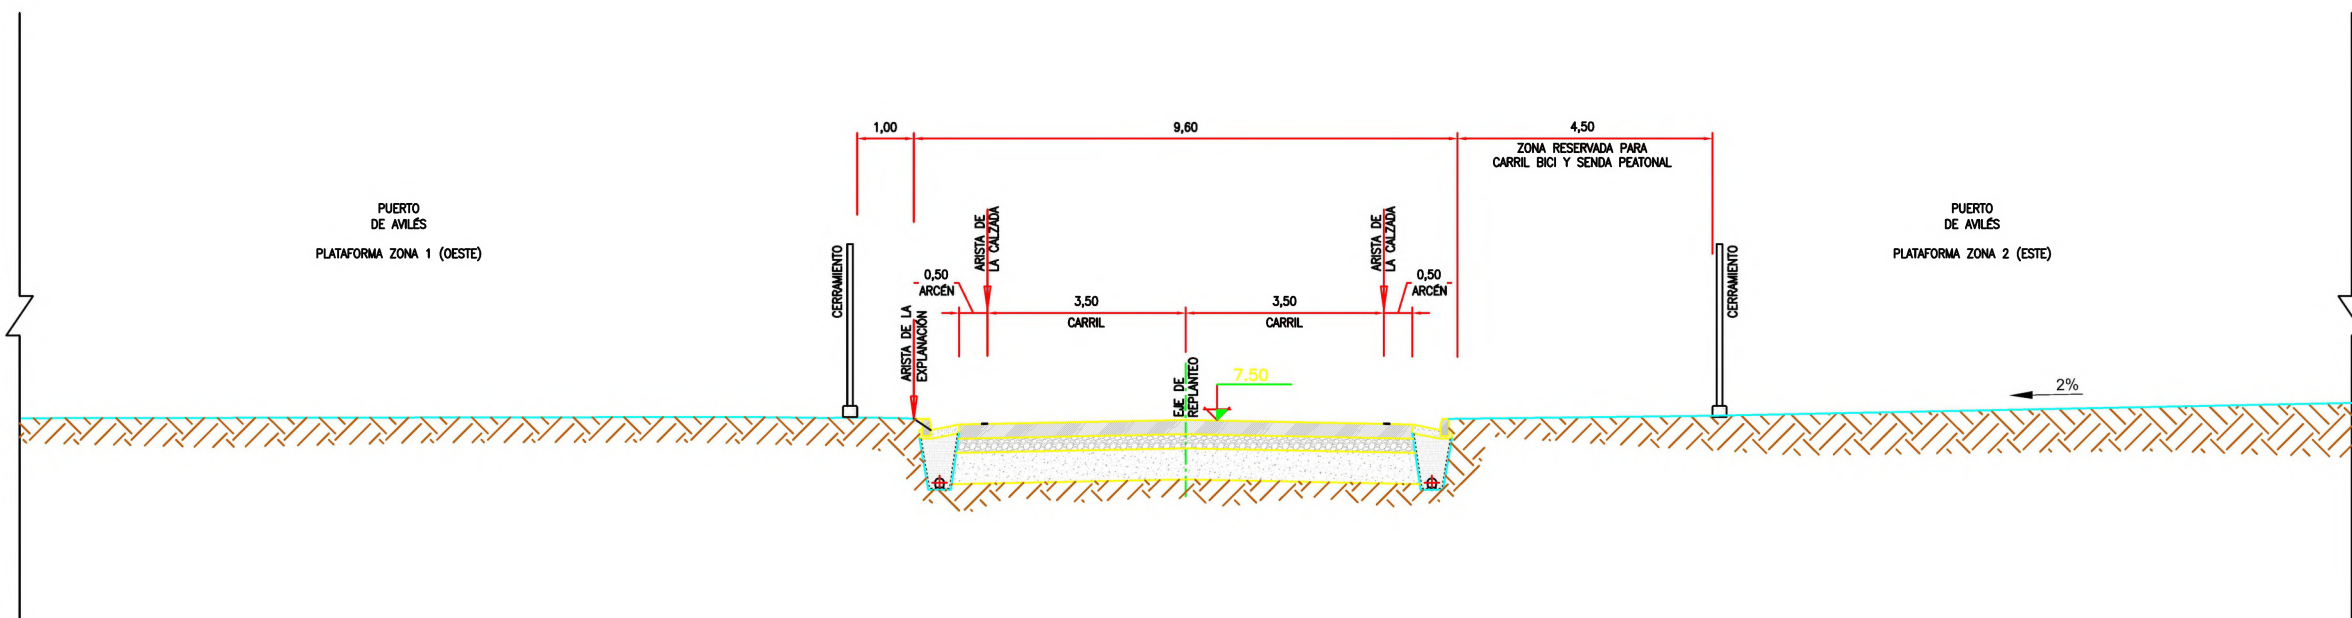 1,00
9,60
4,50
ZONA RESERVADA PARA
CARRIL BICI Y SENDA PEATONAL
PUERTO
DE AVILÉS
PLATAFORMA ZONA 1 (OESTE)
PUERTO
DE AVILÉS
PLATAFORMA ZONA 2 (ESTE)
CERRAMIENTO
ARISTA DE LA
EXPLANACIÓN
0,50
ARCÉN
ARISTA DE
LA CALZADA
3,50
CARRIL
EJE DE
REPLANTEO
3,50
CARRIL
ARISTA DE
LA CALZADA
0,50
ARCÉN
CERRAMIENTO
7.50
2%